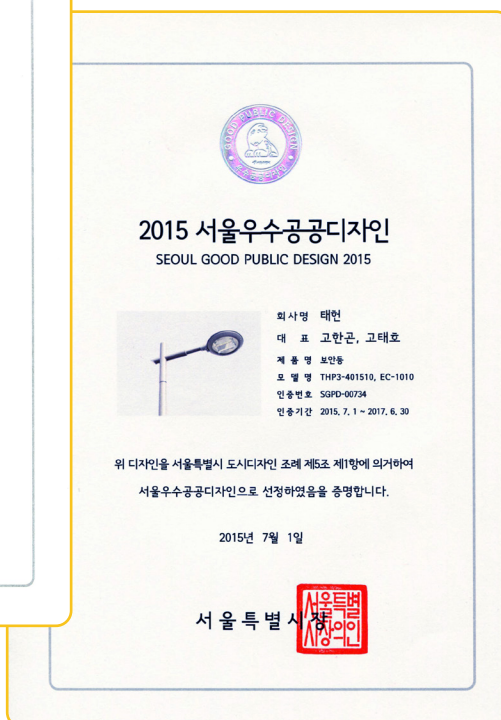 GOOD PUBLIC DESIGN
2015 서울우수공공디자인
SEOUL GOOD PUBLIC DESIGN 2015
회사명 태헌
대 표 고한곤, 고태호
제 품 명 보안등
모 델 명 THP3-401510, EC-1010
인증번호 SGPD-00734
인증기간 2015. 7. 1 ~ 2017. 6. 30
위 디자인을 서울특별시 도시디자인 조례 제5조 제1항에 의거하여
서울우수공공디자인으로 선정하였음을 증명합니다.
2015년 7월 1일
서울특별시장
서울특별
시장의인